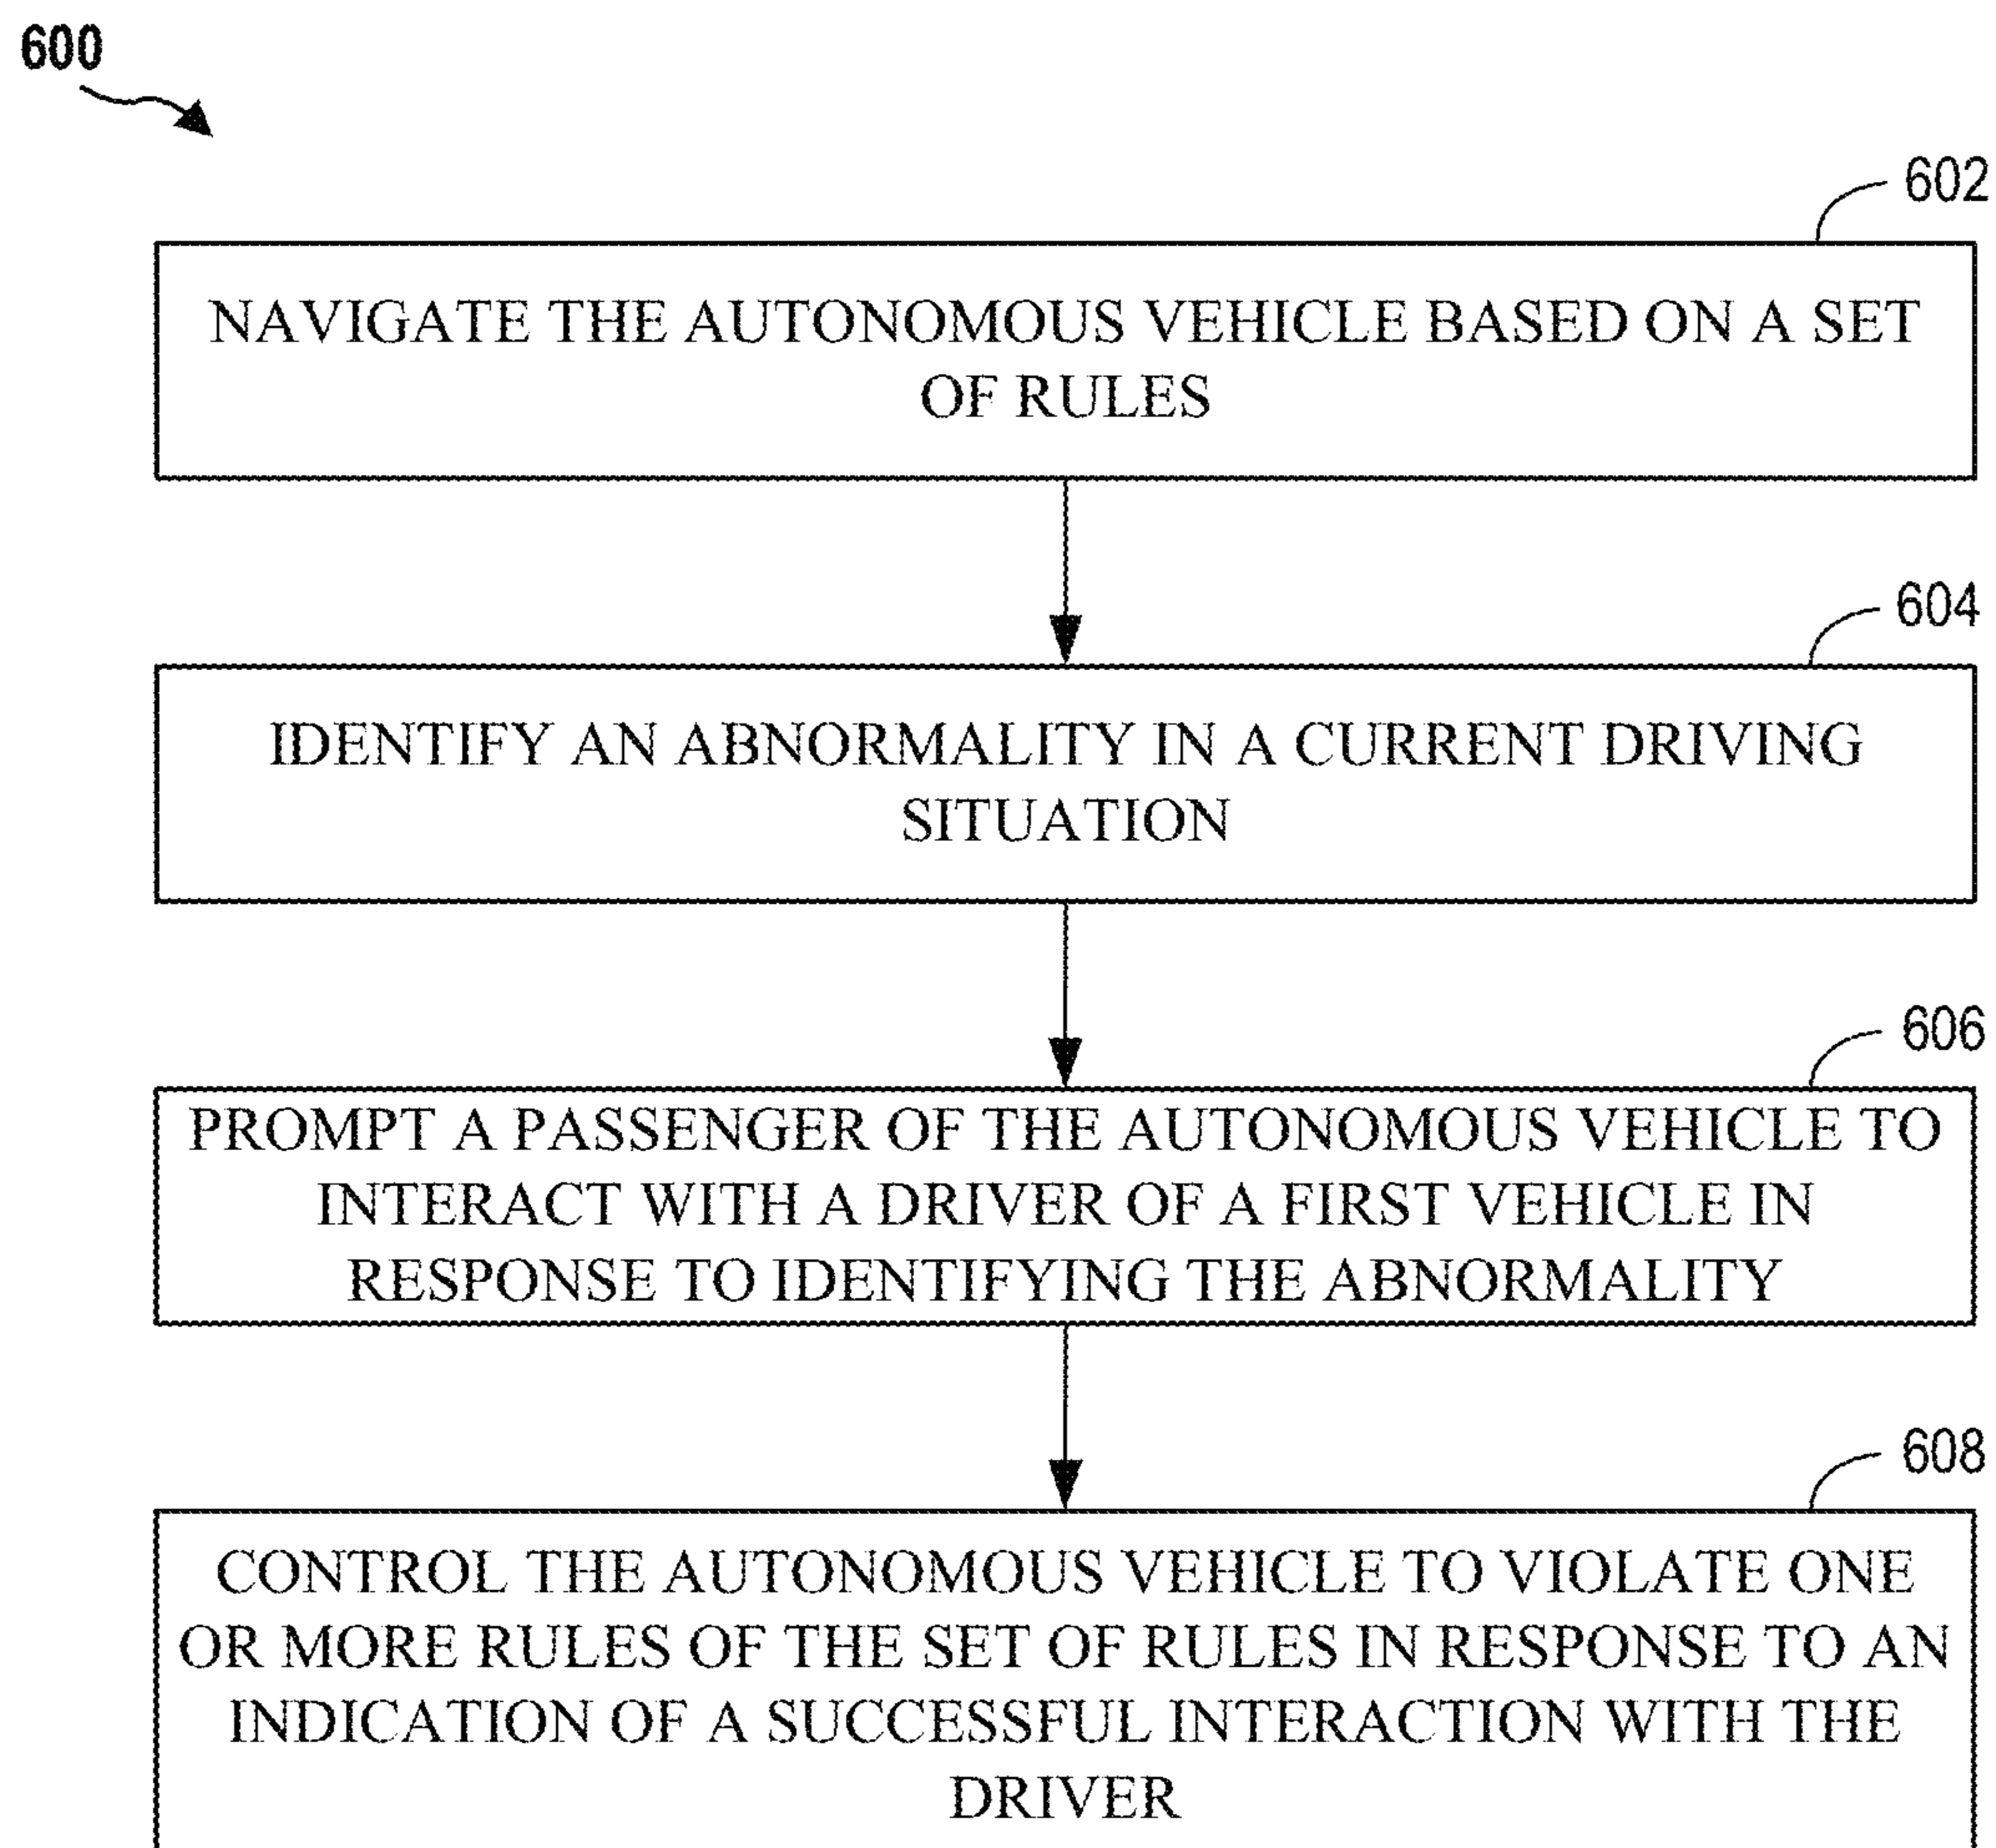 600
602
NAVIGATE THE AUTONOMOUS VEHICLE BASED ON A SET
OF RULES
604
IDENTIFY AN ABNORMALITY IN A CURRENT DRIVING
SITUATION
606
PROMPT A PASSENGER OF THE AUTONOMOUS VEHICLE TO
INTERACT WITH A DRIVER OF A FIRST VEHICLE IN
RESPONSE TO IDENTIFYING THE ABNORMALITY
608
CONTROL THE AUTONOMOUS VEHICLE TO VIOLATE ONE
OR MORE RULES OF THE SET OF RULES IN RESPONSE TO AN
INDICATION OF A SUCCESSFUL INTERACTION WITH THE
DRIVER